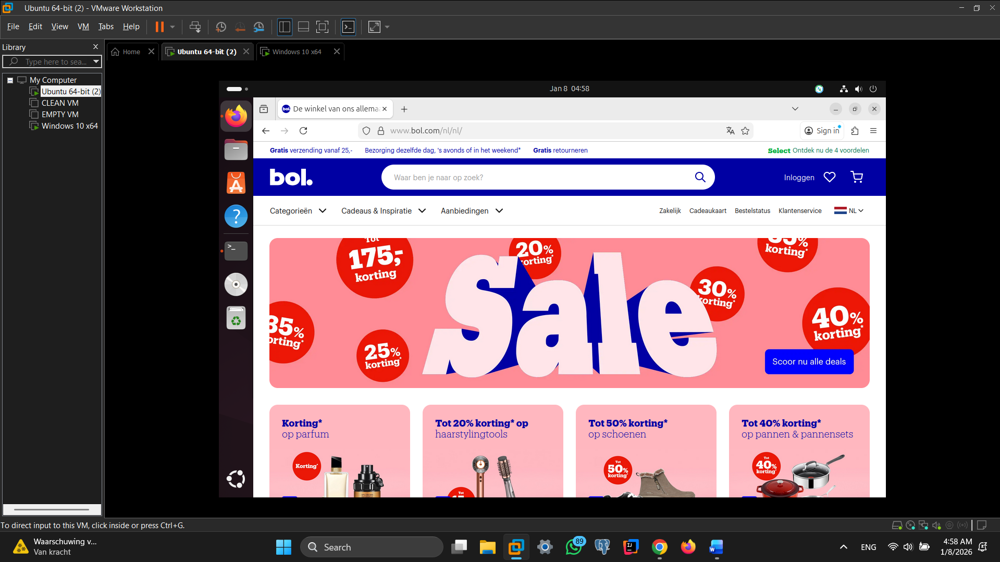 Ubuntu 64-bit (2) - VMware Workstation
File Edit View VM Tabs Help
Library
Type here to sea...
My Computer
Ubuntu 64-bit (2)
CLEAN VM
EMPTY VM
Windows 10 x64
Home
Ubuntu 64-bit (2)
Windows 10 x64
Jan 8 04:58
bol.
De winkel van ons allema
www.bol.com/nl/nl/
Sign in
Gratis verzending vanaf 25,-
Bezorging dezelfde dag, 's avonds of in het weekend*
Gratis retourneren
Select Ontdek nu de 4 voordelen
bol.
Waar ben je naar op zoek?
Inloggen
Categorieën
Cadeaus & Inspiratie
Aanbiedingen
Zakelijk
Cadeaukaart
Bestelstatus
Klantenservice
NL
Tot
175,-
korting
20%
korting*
korting*
Sale
30%
korting*
40%
korting*
35%
korting*
25%
korting*
Scoor nu alle deals
Korting*
op parfum
Korting*
Tot 20% korting* op
haarstylingtools
Tot
Tot 50% korting*
op schoenen
Tot
50%
korting*
Tot 40% korting*
op pannen & pannensets
Tot
40%
korting*
To direct input to this VM, click inside or press Ctrl+G.
Waarschuwing v...
Van kracht
Search
89
ENG
4:58 AM
1/8/2026